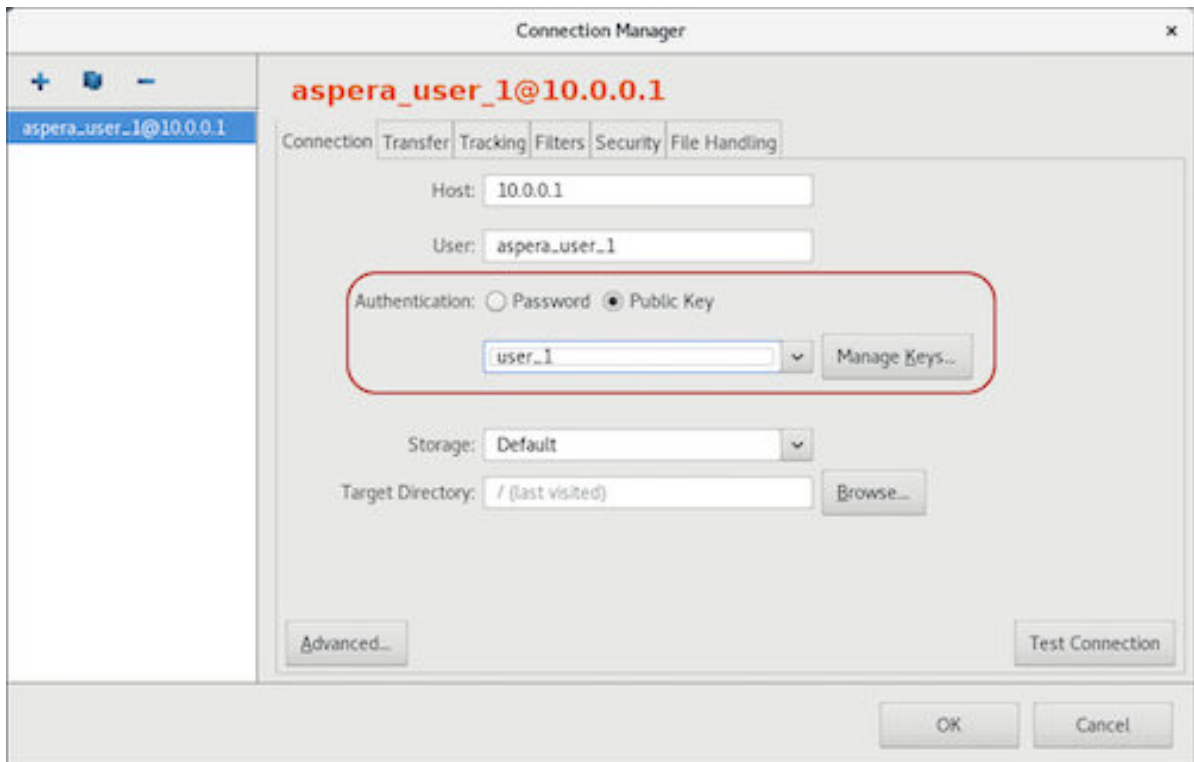 Connection Manager
aspera_user_1@10.0.0.1
aspera_user_1@10.0.0.1
Connection Transfer Tracking Filters Security File Handling
Host: 10.0.0.1
User: aspera_user_1
Authentication: Password Public Key
user_1 Manage Keys...
Storage: Default
Target Directory: / (last visited) Browse...
Advanced... Test Connection
OK Cancel